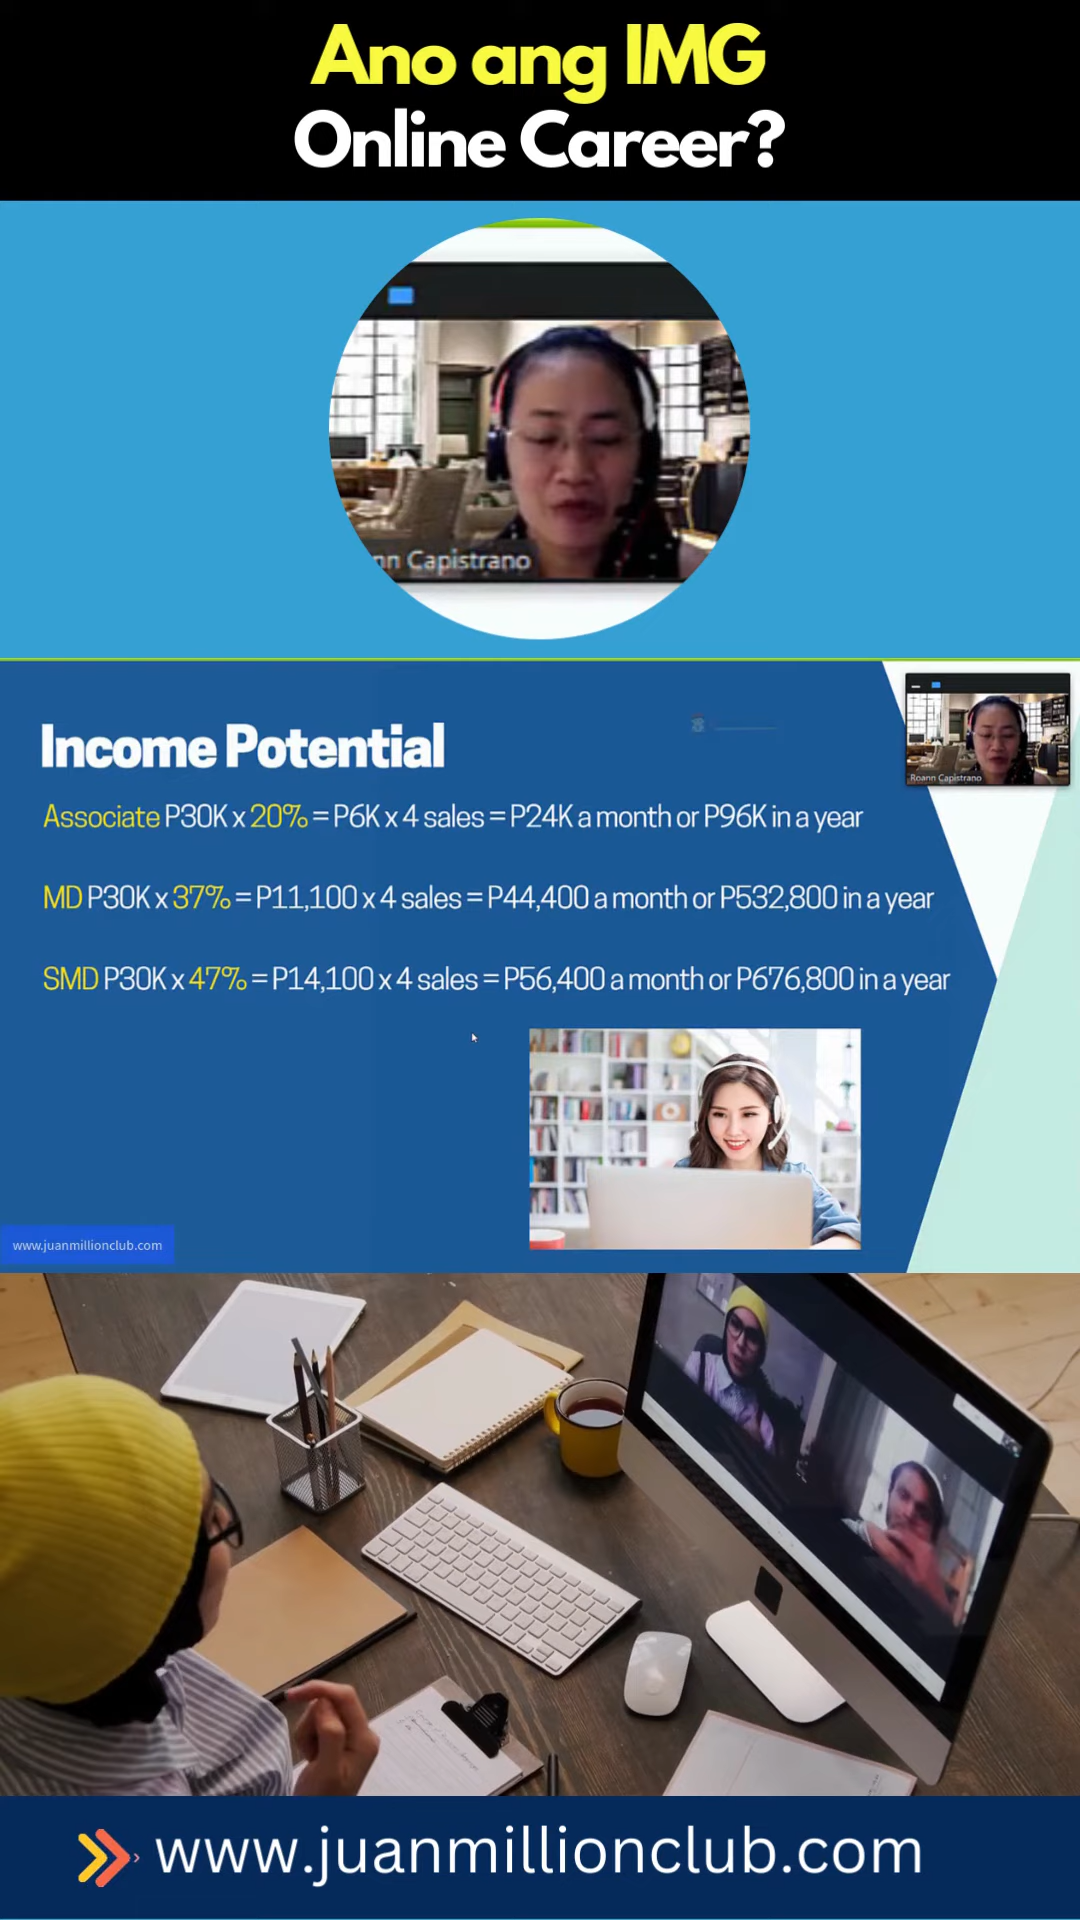 Ano ang IMG
Online Career?
nn Capistrano
Income Potential
Roann Capistrano
Associate P30K x 20% = P6K x 4 sales = P24K a month or P96K in a year
MD P30K x 37% = P11,100 x 4 sales = P44,400 a month or P532,800 in a year
SMD P30K x 47% = P14,100 x 4 sales = P56,400 a month or P676,800 in a year
www.juanmillionclub.com
www.juanmillionclub.com